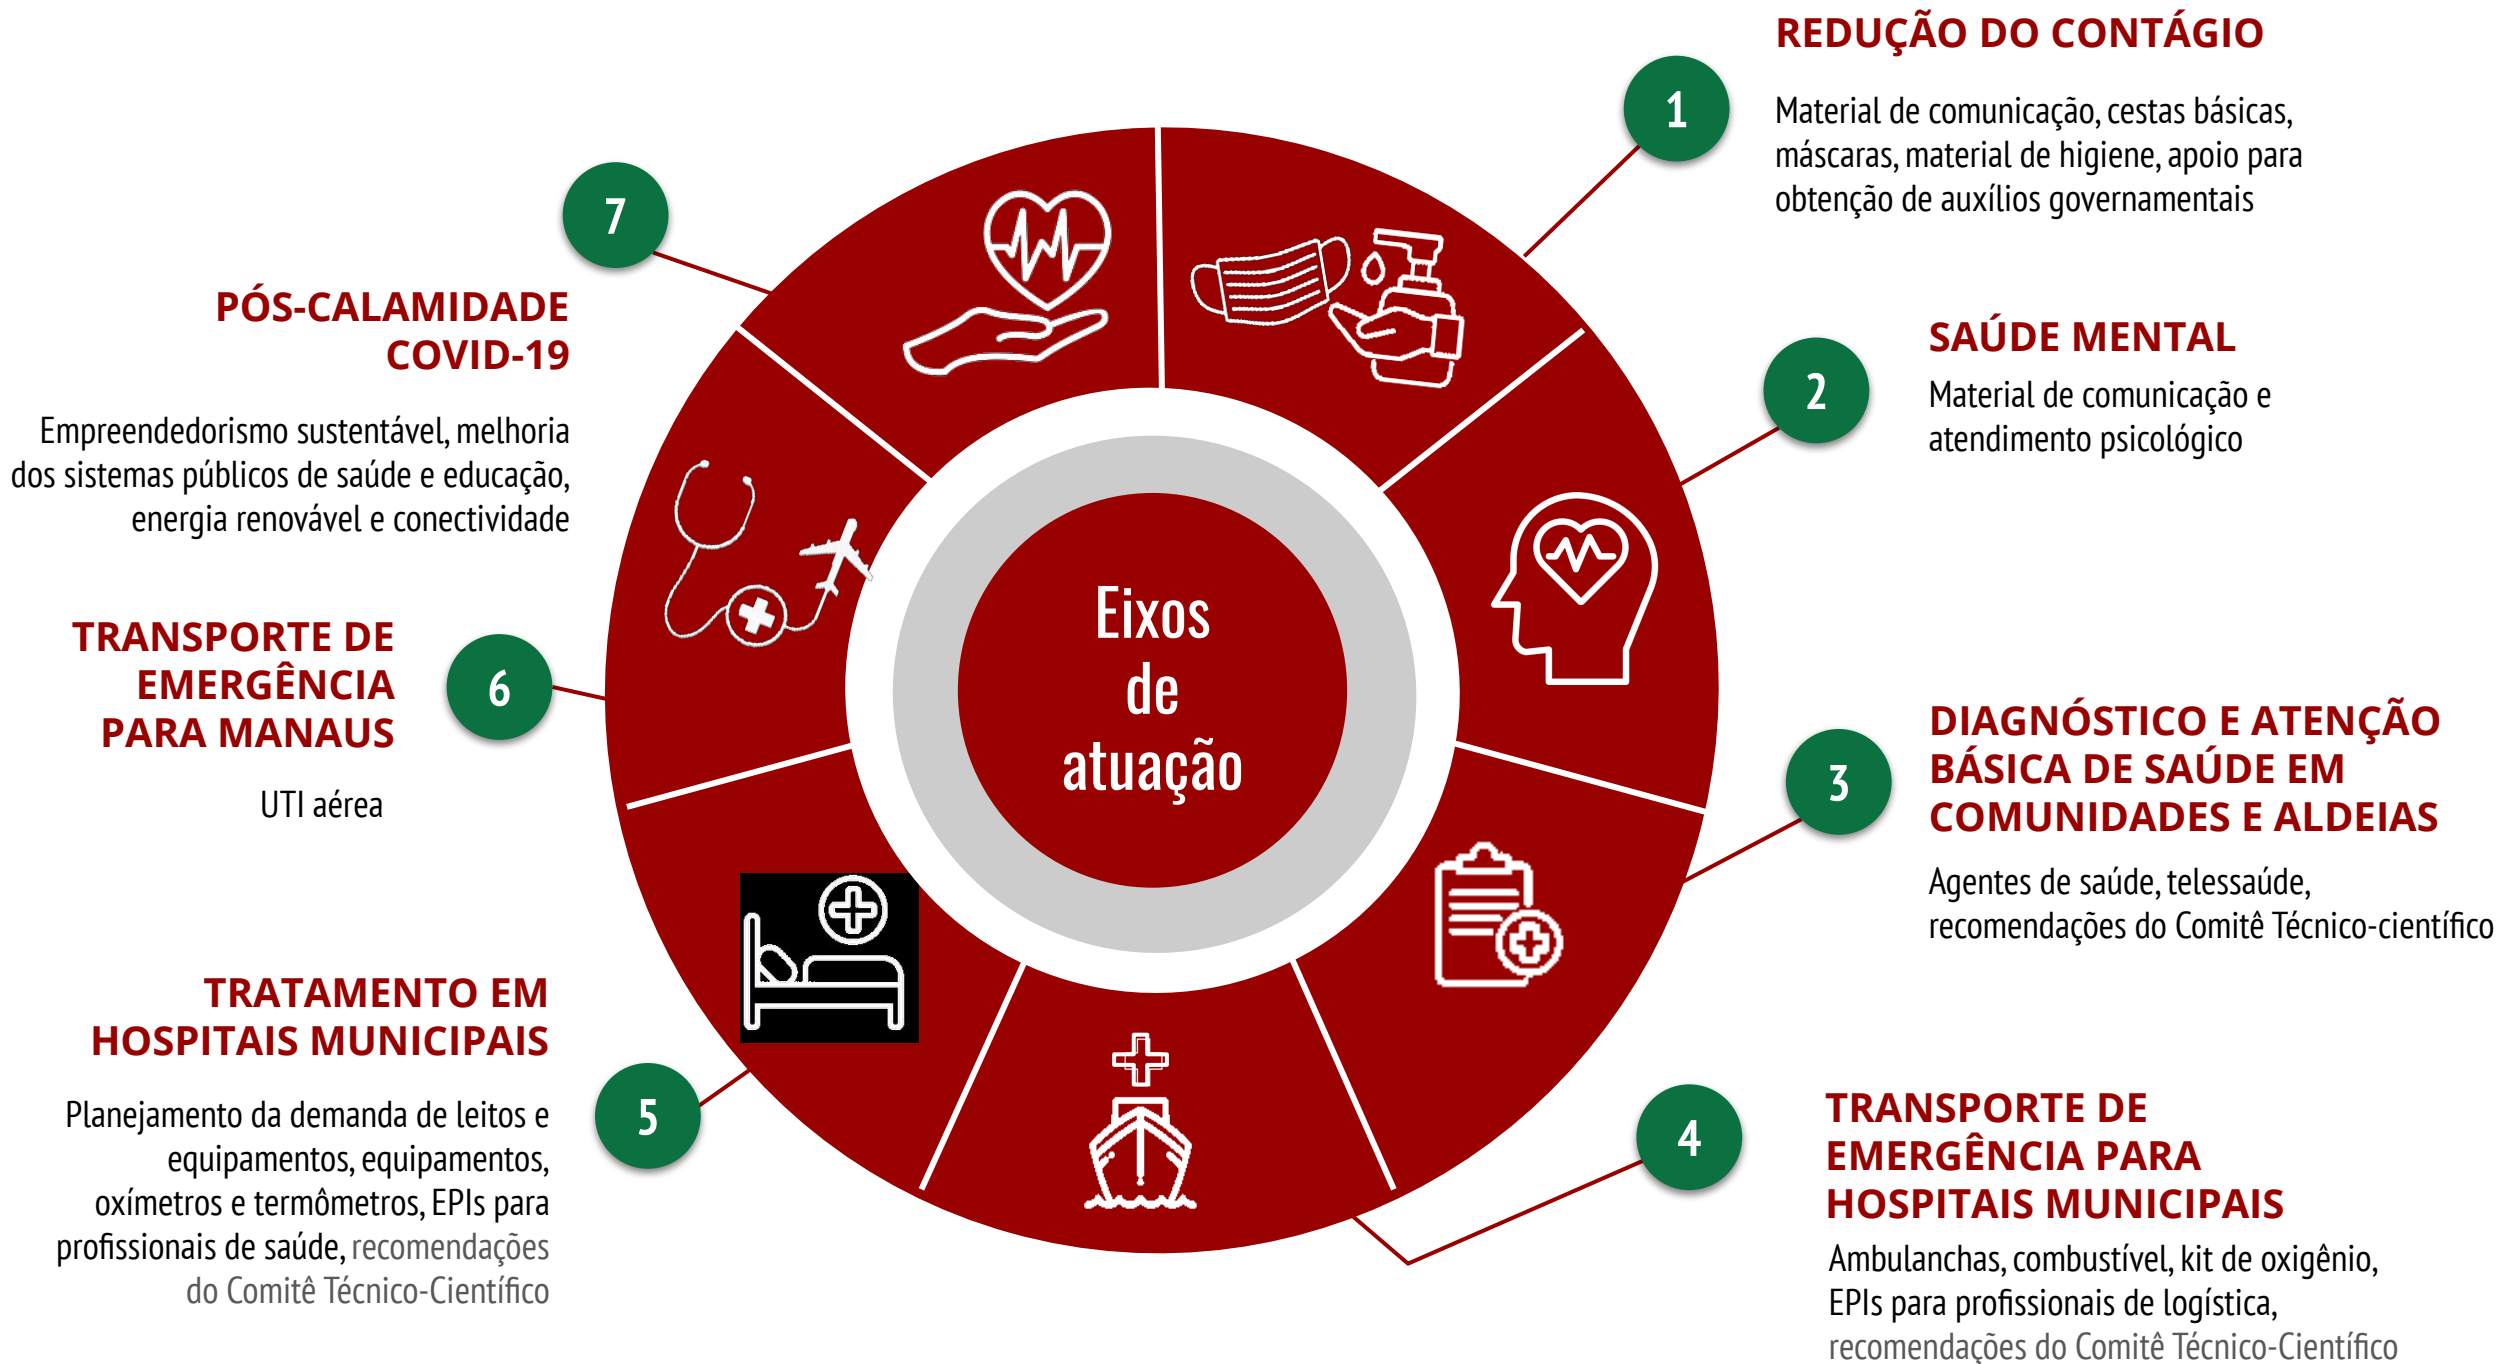 Eixos
de
atuação
1
REDUÇÃO DO CONTÁGIO
Material de comunicação, cestas básicas,
máscaras, material de higiene, apoio para
obtenção de auxílios governamentais
2
SAÚDE MENTAL
Material de comunicação e
atendimento psicológico
3
DIAGNÓSTICO E ATENÇÃO
BÁSICA DE SAÚDE EM
COMUNIDADES E ALDEIAS
Agentes de saúde, telessaúde,
recomendações do Comitê Técnico-científico
4
TRANSPORTE DE
EMERGÊNCIA PARA
HOSPITAIS MUNICIPAIS
Ambulanchas, combustível, kit de oxigênio,
EPIs para profissionais de logística,
recomendações do Comitê Técnico-Científico
5
TRATAMENTO EM
HOSPITAIS MUNICIPAIS
Planejamento da demanda de leitos e
equipamentos, equipamentos,
oxímetros e termômetros, EPIs para
profissionais de saúde, recomendações
do Comitê Técnico-Científico
6
TRANSPORTE DE
EMERGÊNCIA
PARA MANAUS
UTI aérea
7
PÓS-CALAMIDADE
COVID-19
Empreendedorismo sustentável, melhoria
dos sistemas públicos de saúde e educação,
energia renovável e conectividade